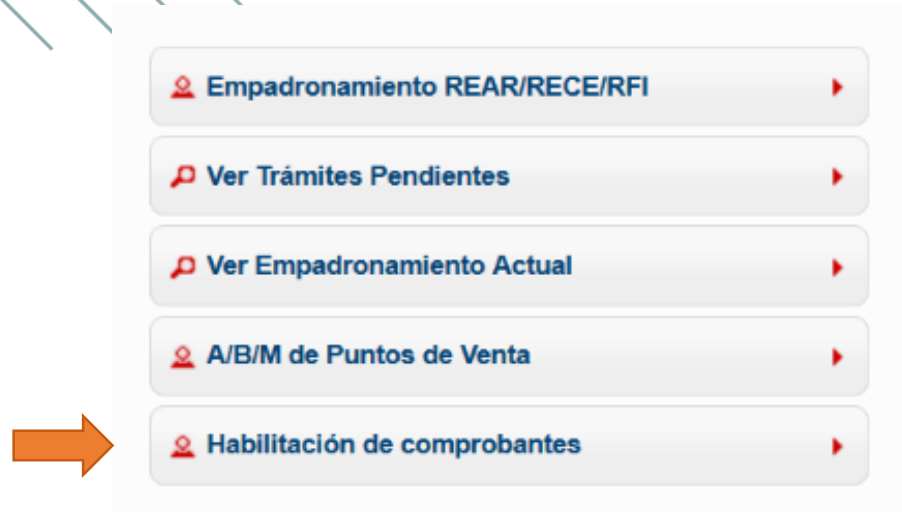 Empadronamiento REAR/RECE/RFI
Ver Trámites Pendientes
Ver Empadronamiento Actual
A/B/M de Puntos de Venta
Habilitación de comprobantes